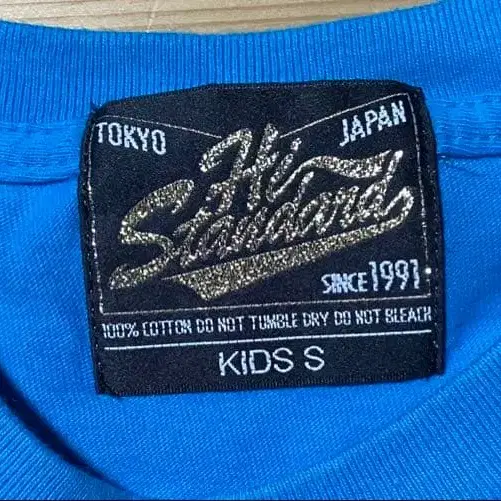 TOKYO JAPAN
Hi
Standard
SINCE 1991
100% COTTON DO NOT TUMBLE DRY DO NOT BLEACH
KIDS S